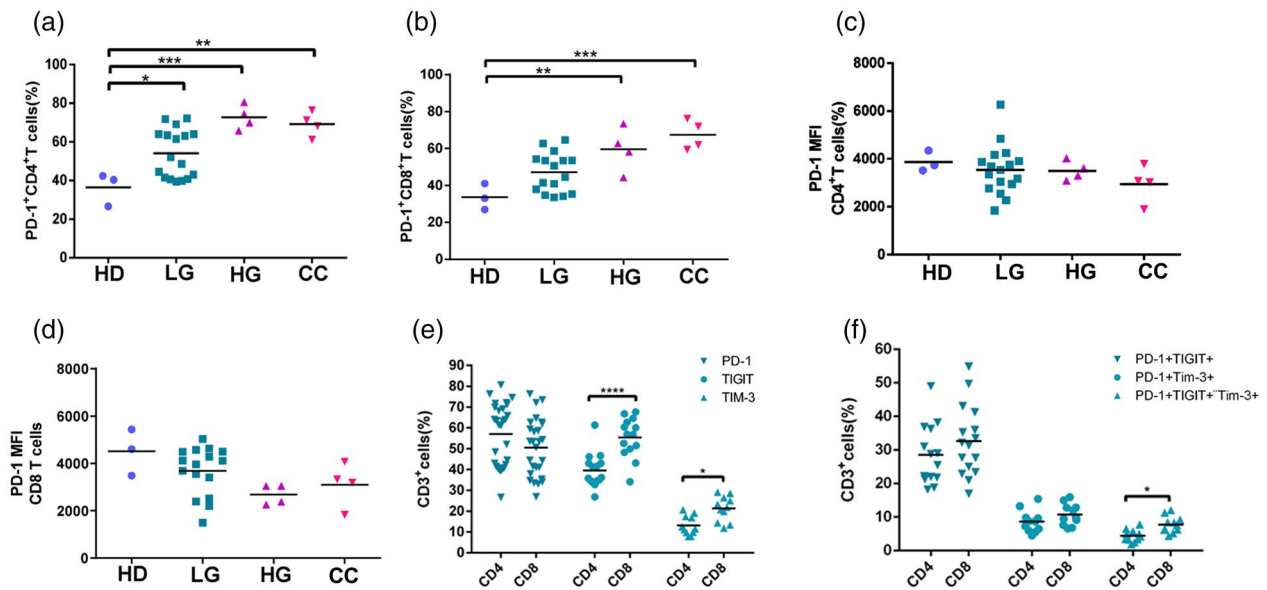 (a)
**
***
*
PD-1+CD4+T cells(%)
100
80
60
40
20
0
HD LG HG CC
(b)
***
**
PD-1+CD8+T cells(%)
100
80
60
40
20
0
HD LG HG CC
(c)
PD-1 MFI
CD4+T cells(%)
8000
6000
4000
2000
0
HD LG HG CC
(d)
PD-1 MFI
CD8 T cells
8000
6000
4000
2000
0
HD LG HG CC
(e)
PD-1
TIGIT
TIM-3
****
*
CD3+cells(%)
90
80
70
60
50
40
30
20
10
0
CD4 CD8 CD4 CD8 CD4 CD8
(f)
PD-1+TIGIT+
PD-1+Tim-3+
PD-1+TIGIT+¨Tim-3+
*
CD3+cells(%)
60
50
40
30
20
10
0
CD4 CD8 CD4 CD8 CD4 CD8